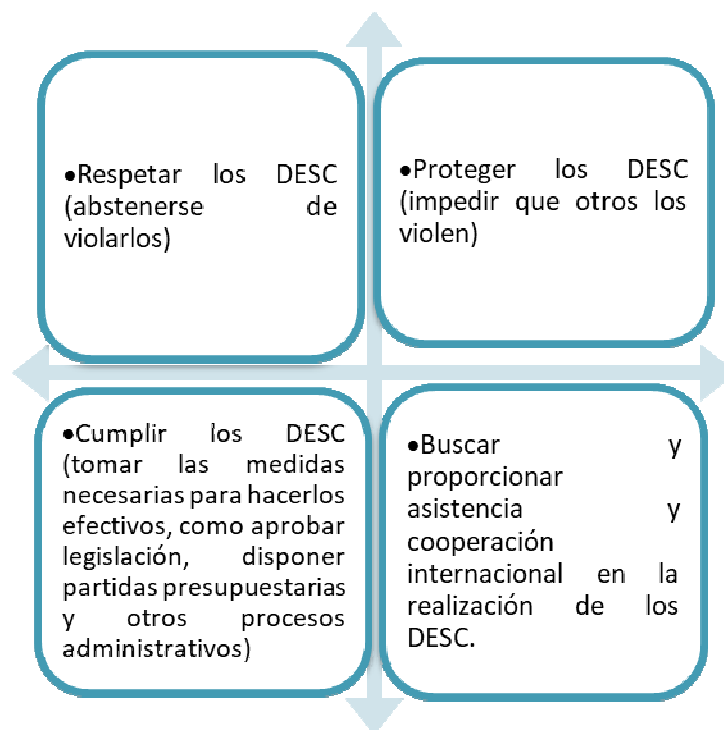 •Respetar los DESC
(abstenerse de
violarlos)
•Proteger los DESC
(impedir que otros los
violen)
•Cumplir los DESC
(tomar las medidas
necesarias para hacerlos
efectivos, como aprobar
legislación, disponer
partidas presupuestarias
y otros procesos
administrativos)
•Buscar y
proporcionar
asistencia y
cooperación
internacional en la
realización de los
DESC.